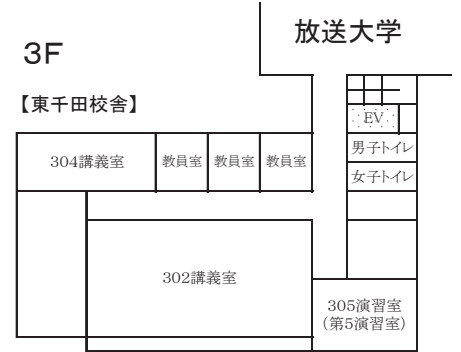 放送大学
3F
【東千田校舎】
EV
男子トイレ
304講義室
教員室
教員室
教員室
女子トイレ
302講義室
305演習室
(第5演習室)